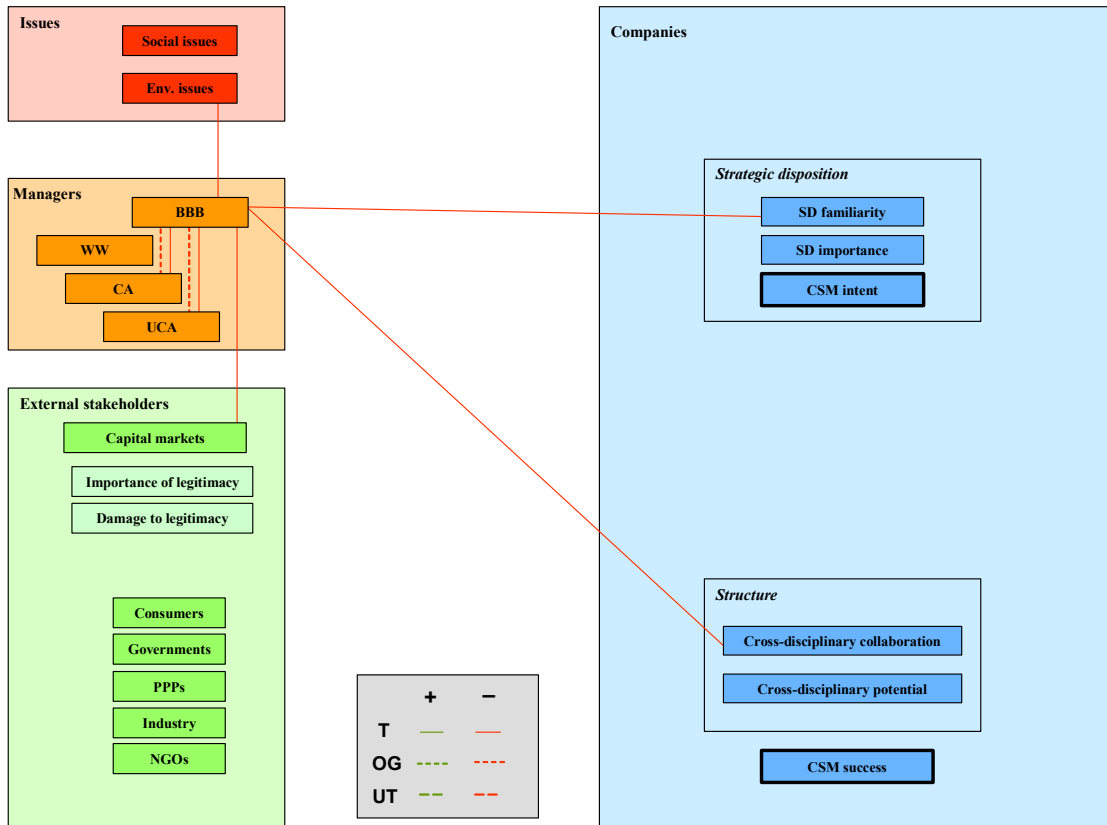 Issues
Social issues
Env. issues
Managers
BBB
WW
CA
UCA
External stakeholders
Capital markets
Importance of legitimacy
Damage to legitimacy
Consumers
Governments
PPPs
Industry
NGOs
+ −
T
OG
UT
Companies
Strategic disposition
SD familiarity
SD importance
CSM intent
Structure
Cross-disciplinary collaboration
Cross-disciplinary potential
CSM success